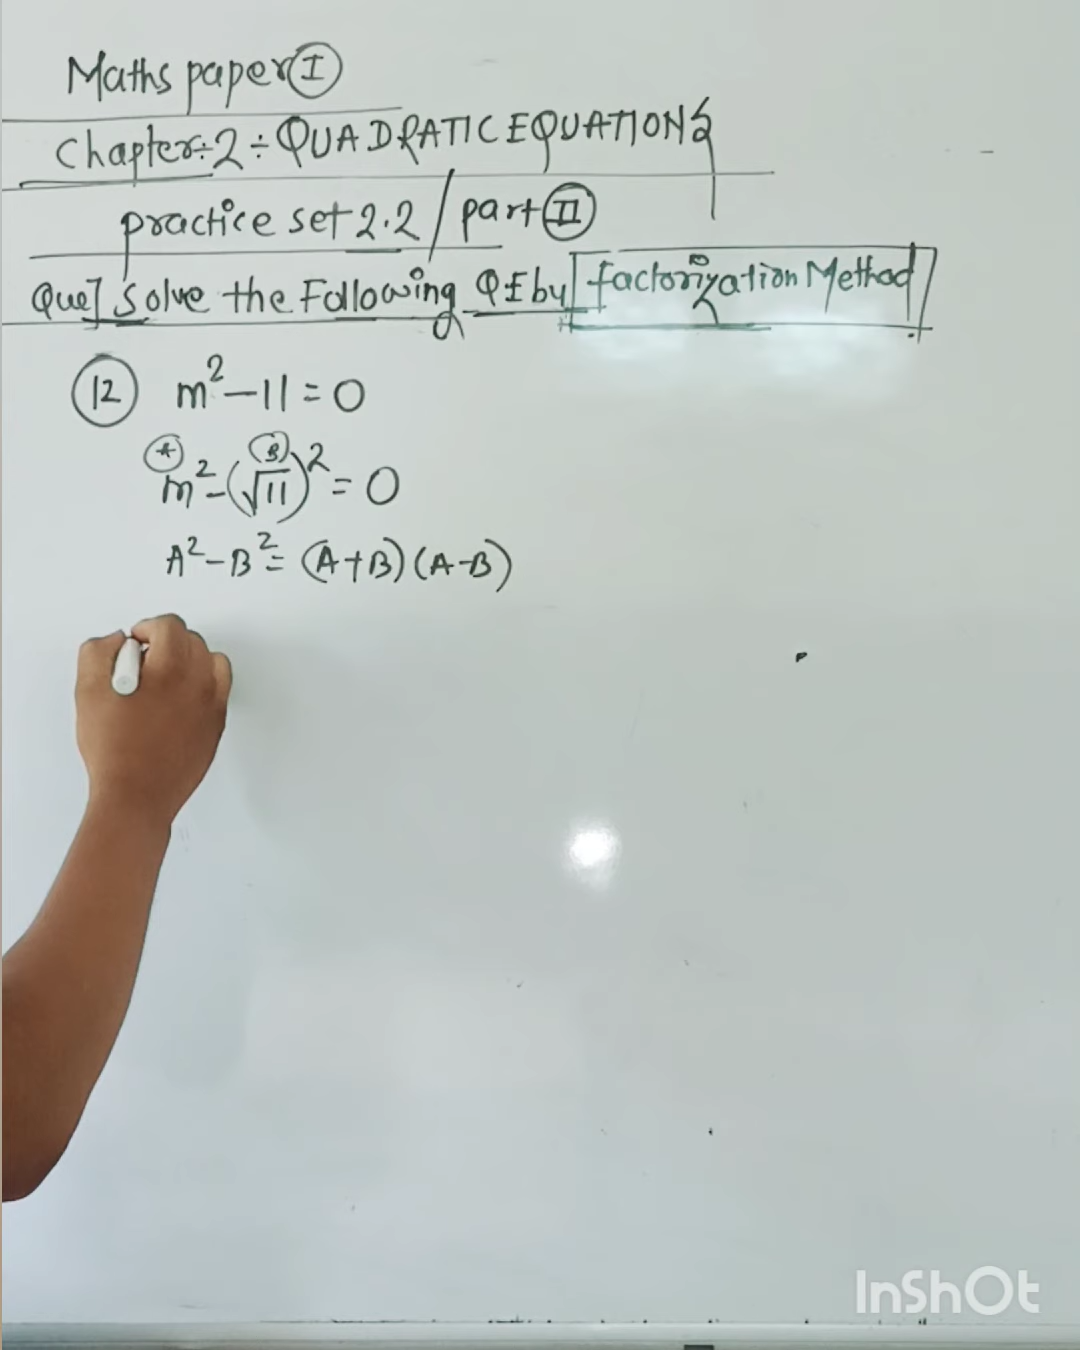 Maths paper I
Chapter:-2 ÷ QUADRATIC EQUATIONS
practice set 2.2 / part II
Que] Solve the Following QE by factorization Method
12 m² - 11 = 0
A B
m² - (√11)² = 0
A² - B² = (A + B) (A - B)
InShOt